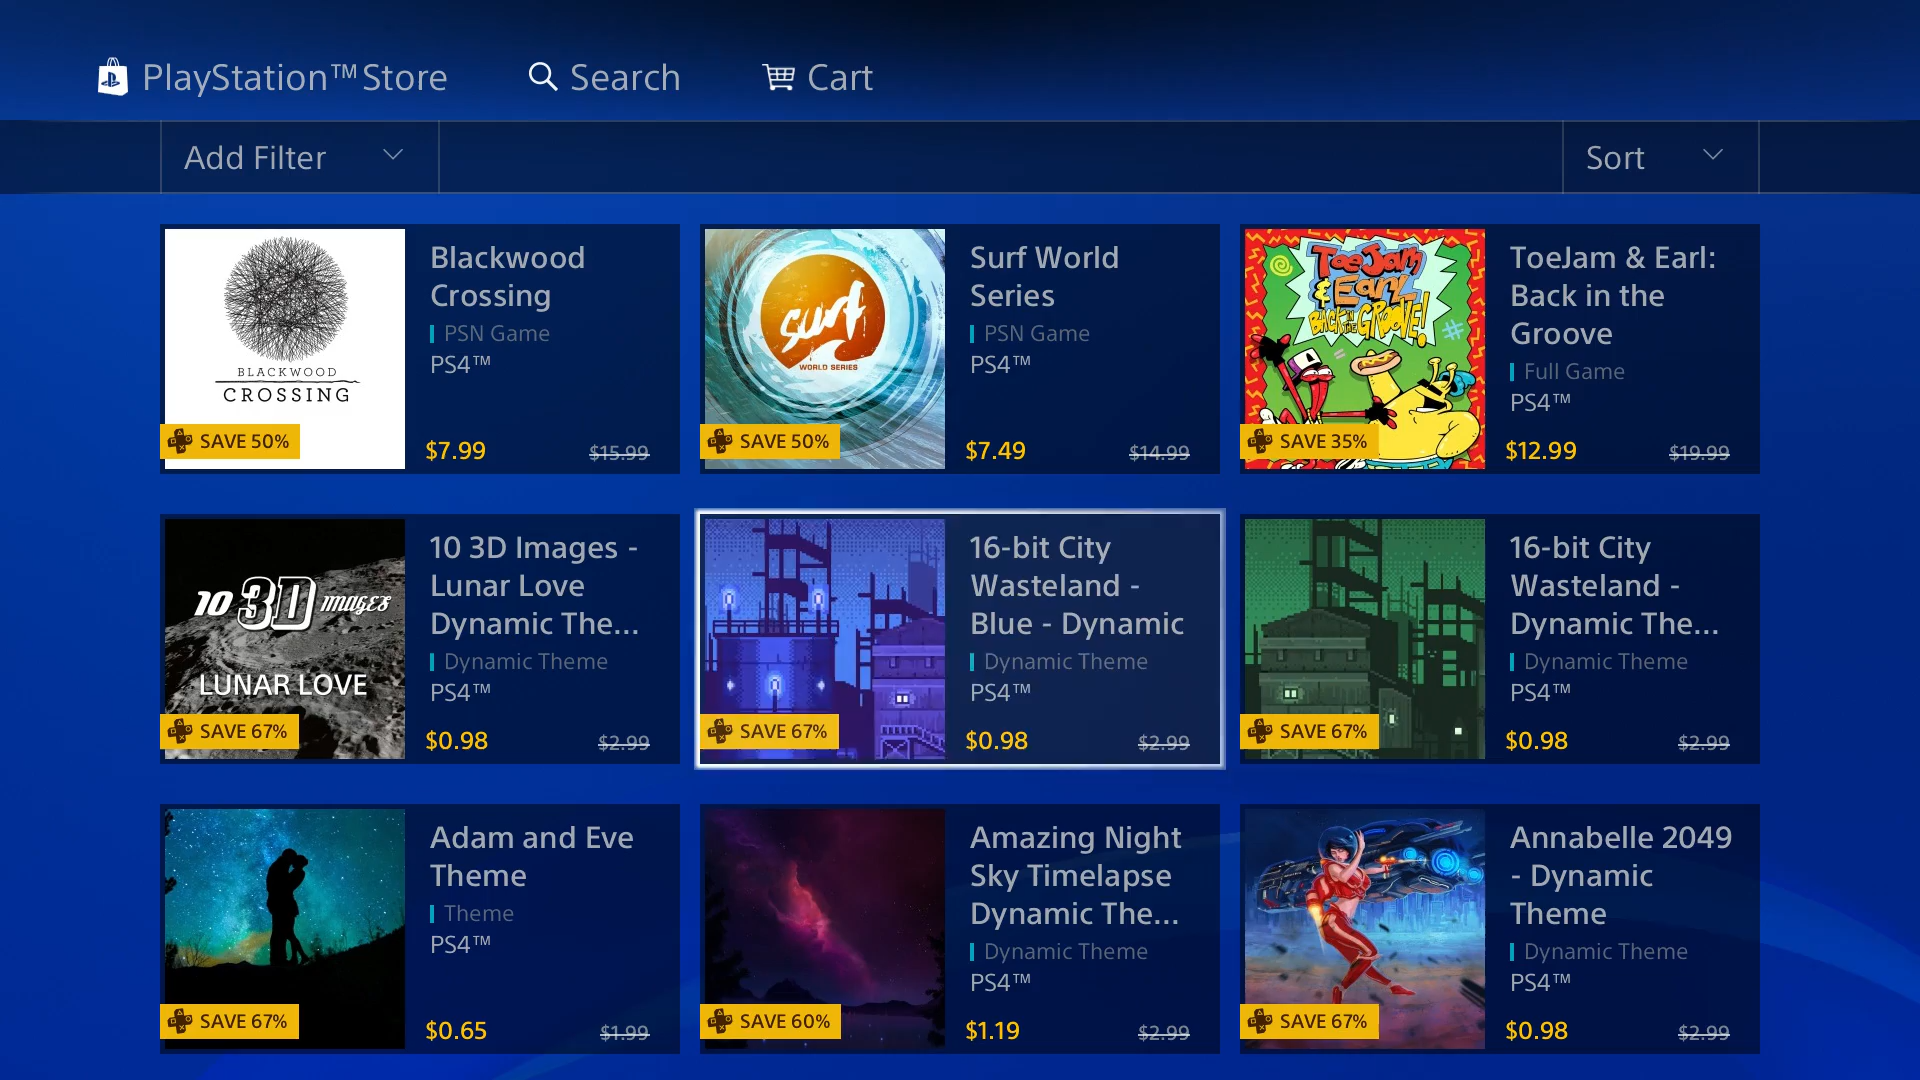 PlayStation™Store
Search
Cart
Add Filter
Sort
BLACKWOOD
CROSSING
SAVE 50%
Blackwood
Crossing
PSN Game
PS4™
$7.99
$15.99
surf
WORLD SERIES
SAVE 50%
Surf World
Series
PSN Game
PS4™
$7.49
$14.99
ToeJam
& Earl
BACK IN THE GROOVE!
SAVE 35%
ToeJam & Earl:
Back in the
Groove
Full Game
PS4™
$12.99
$19.99
10 3D IMAGES
LUNAR LOVE
SAVE 67%
10 3D Images -
Lunar Love
Dynamic The...
Dynamic Theme
PS4™
$0.98
$2.99
SAVE 67%
16-bit City
Wasteland -
Blue - Dynamic
Dynamic Theme
PS4™
$0.98
$2.99
SAVE 67%
16-bit City
Wasteland -
Dynamic The...
Dynamic Theme
PS4™
$0.98
$2.99
SAVE 67%
Adam and Eve
Theme
Theme
PS4™
$0.65
$1.99
SAVE 60%
Amazing Night
Sky Timelapse
Dynamic The...
Dynamic Theme
PS4™
$1.19
$2.99
SAVE 67%
Annabelle 2049
- Dynamic
Theme
Dynamic Theme
PS4™
$0.98
$2.99